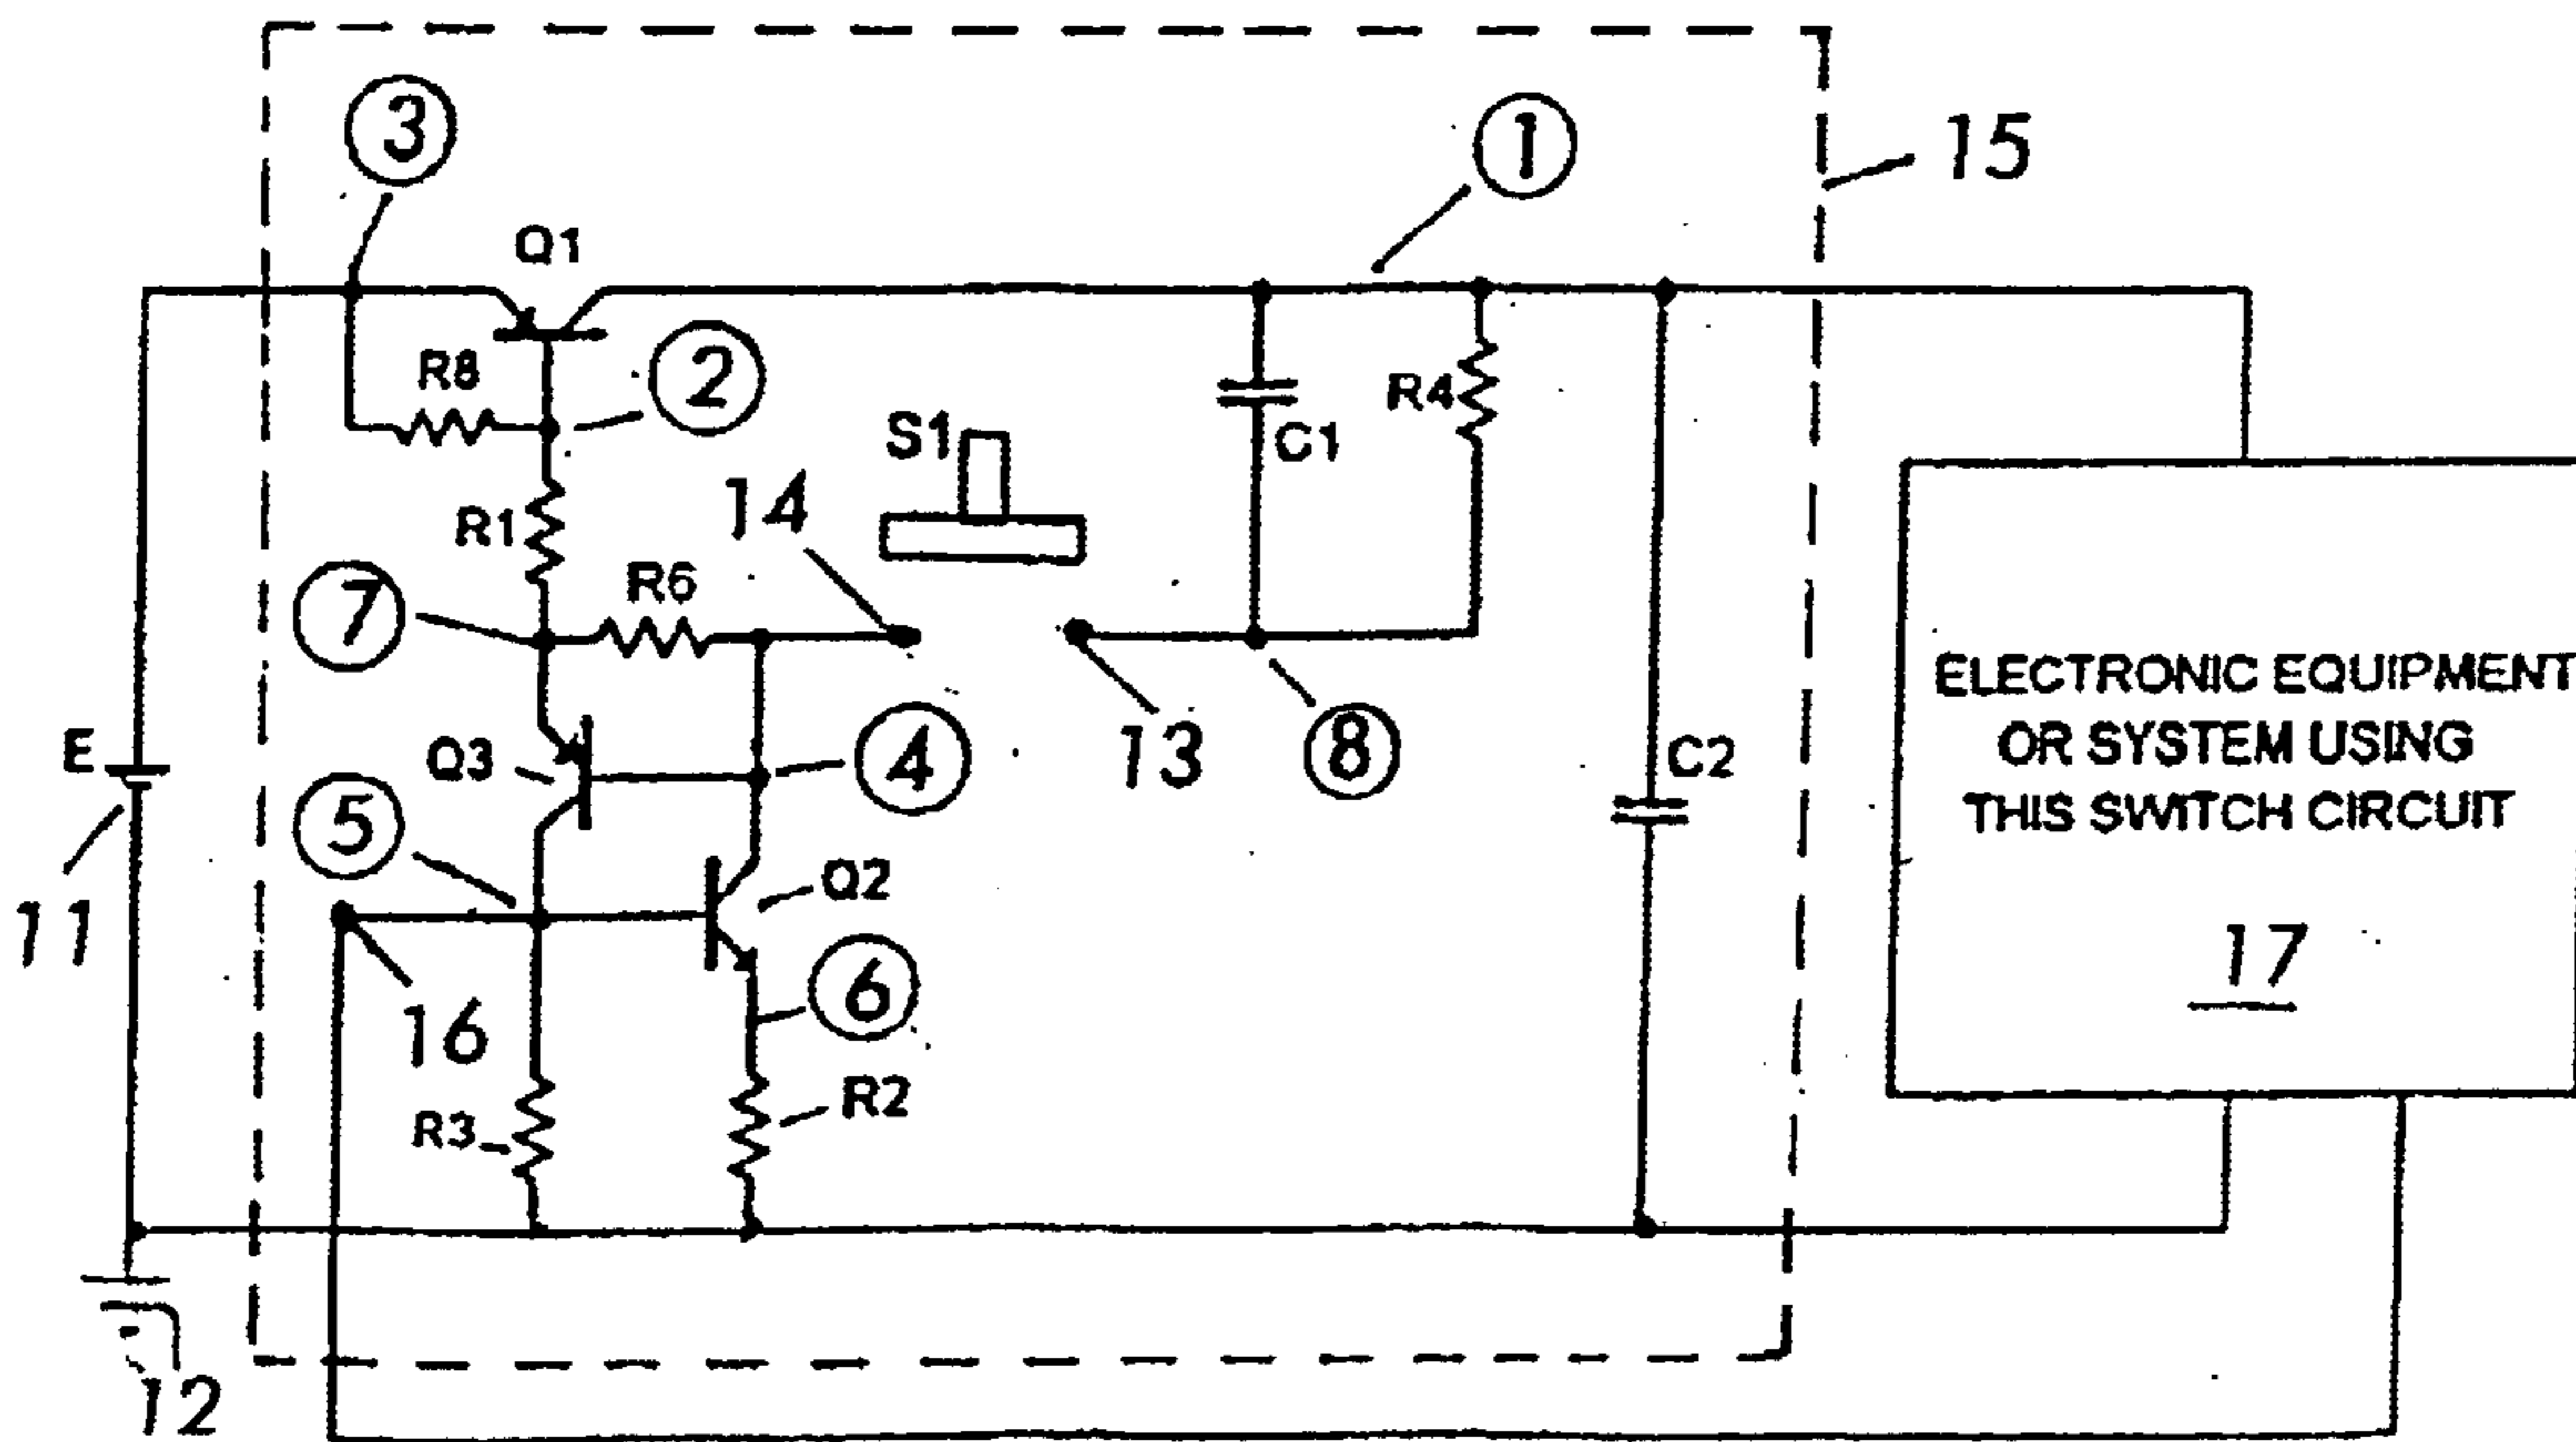 3
1
15
Q1
2
R8
R4
S1
C1
14
R1
R6
7
E
Q3
4
13
8
C2
5
Q2
11
6
16
R2
R3
12
ELECTRONIC EQUIPMENT
OR SYSTEM USING
THIS SWITCH CIRCUIT
17